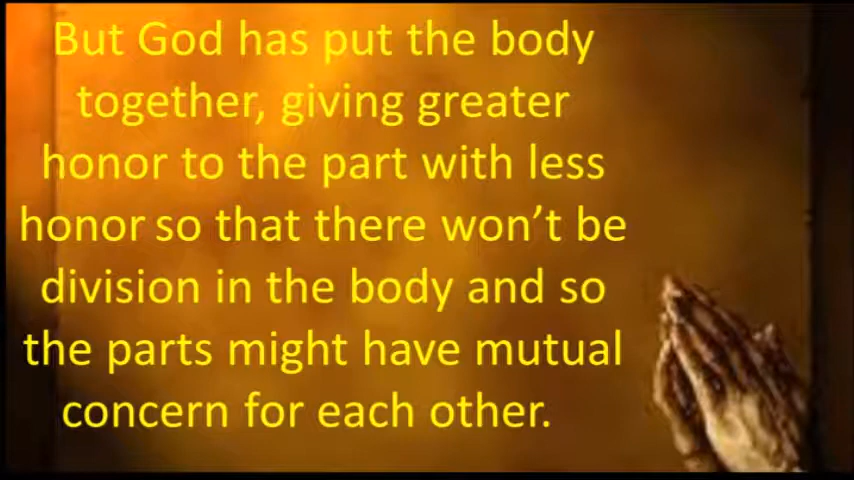 But God has put the body
together, giving greater
honor to the part with less
honor so that there won’t be
division in the body and so
the parts might have mutual
concern for each other.